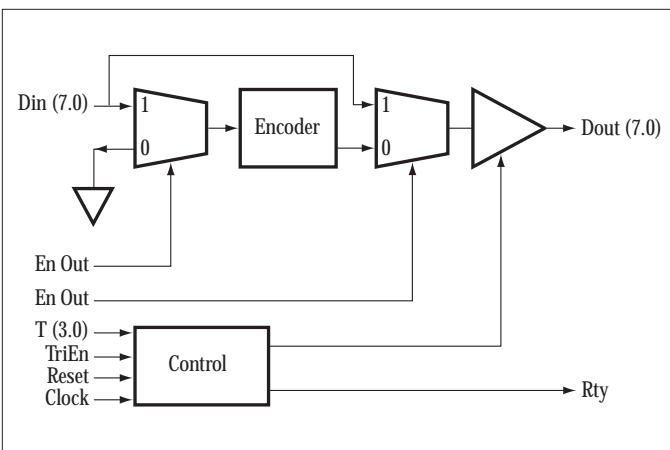 Din (7.0)
1
0
Encoder
1
0
Dout (7.0)
En Out
En Out
T (3.0)
TriEn
Reset
Clock
Control
Rty